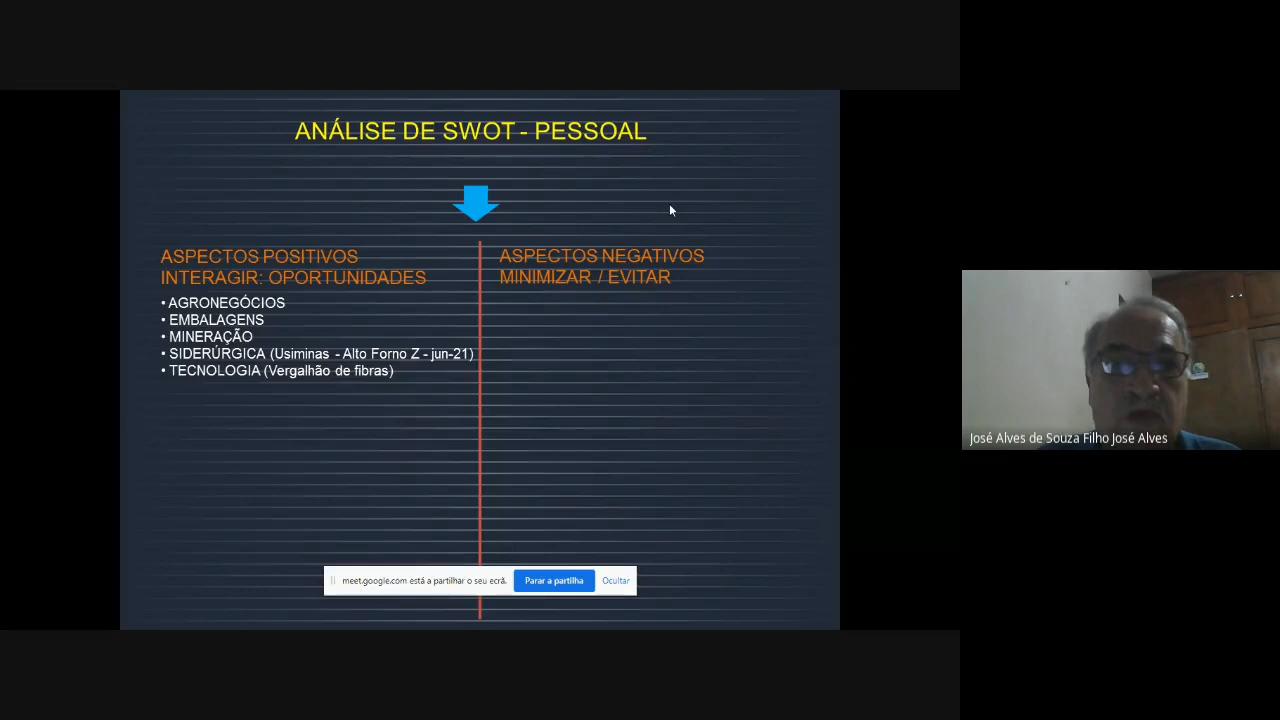 ANÁLISE DE SWOT - PESSOAL
ASPECTOS POSITIVOS
INTERAGIR: OPORTUNIDADES
• AGRONEGÓCIOS
• EMBALAGENS
• MINERAÇÃO
• SIDERÚRGICA (Usiminas - Alto Forno Z - jun-21)
• TECNOLOGIA (Vergalhão de fibras)
ASPECTOS NEGATIVOS
MINIMIZAR / EVITAR
meet.google.com está a partilhar o seu ecrã. Parar a partilha Ocultar
José Alves de Souza Filho José Alves